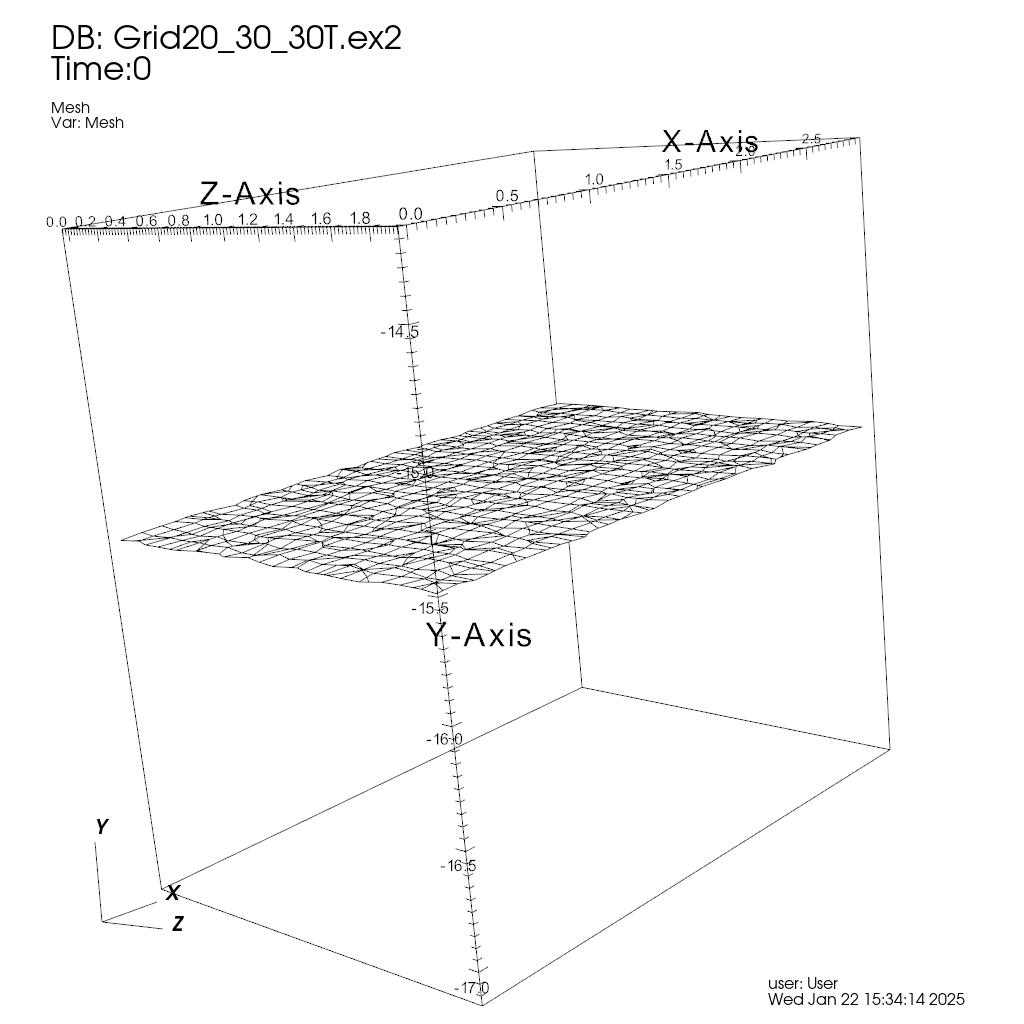 DB: Grid20_30_30T.ex2
Time:0
Mesh
Var: Mesh
X-Axis
2.5
2.0
1.5
1.0
0.5
0.0
Z-Axis
0.0 0.2 0.4 0.6 0.8 1.0 1.2 1.4 1.6 1.8
-14.5
-15.0
-15.5
Y-Axis
-16.0
-16.5
-17.0
Y
X
Z
user: User
Wed Jan 22 15:34:14 2025